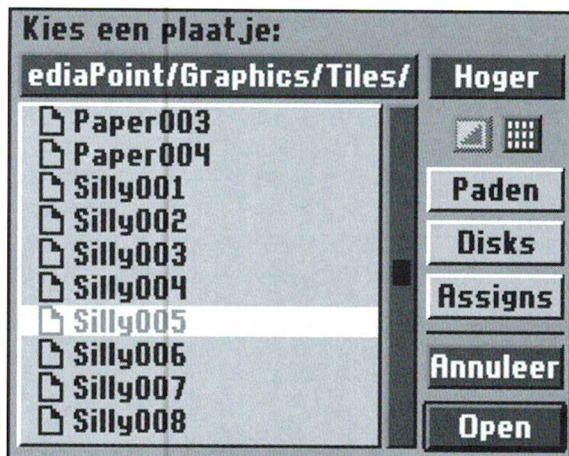 Kies een plaatje:
ediaPoint/Graphics/Tiles/
Hoger
Paper003
Paper004
Silly001
Silly002
Silly003
Silly004
Silly005
Silly006
Silly007
Silly008
Paden
Disks
Assigns
Annuleer
Open